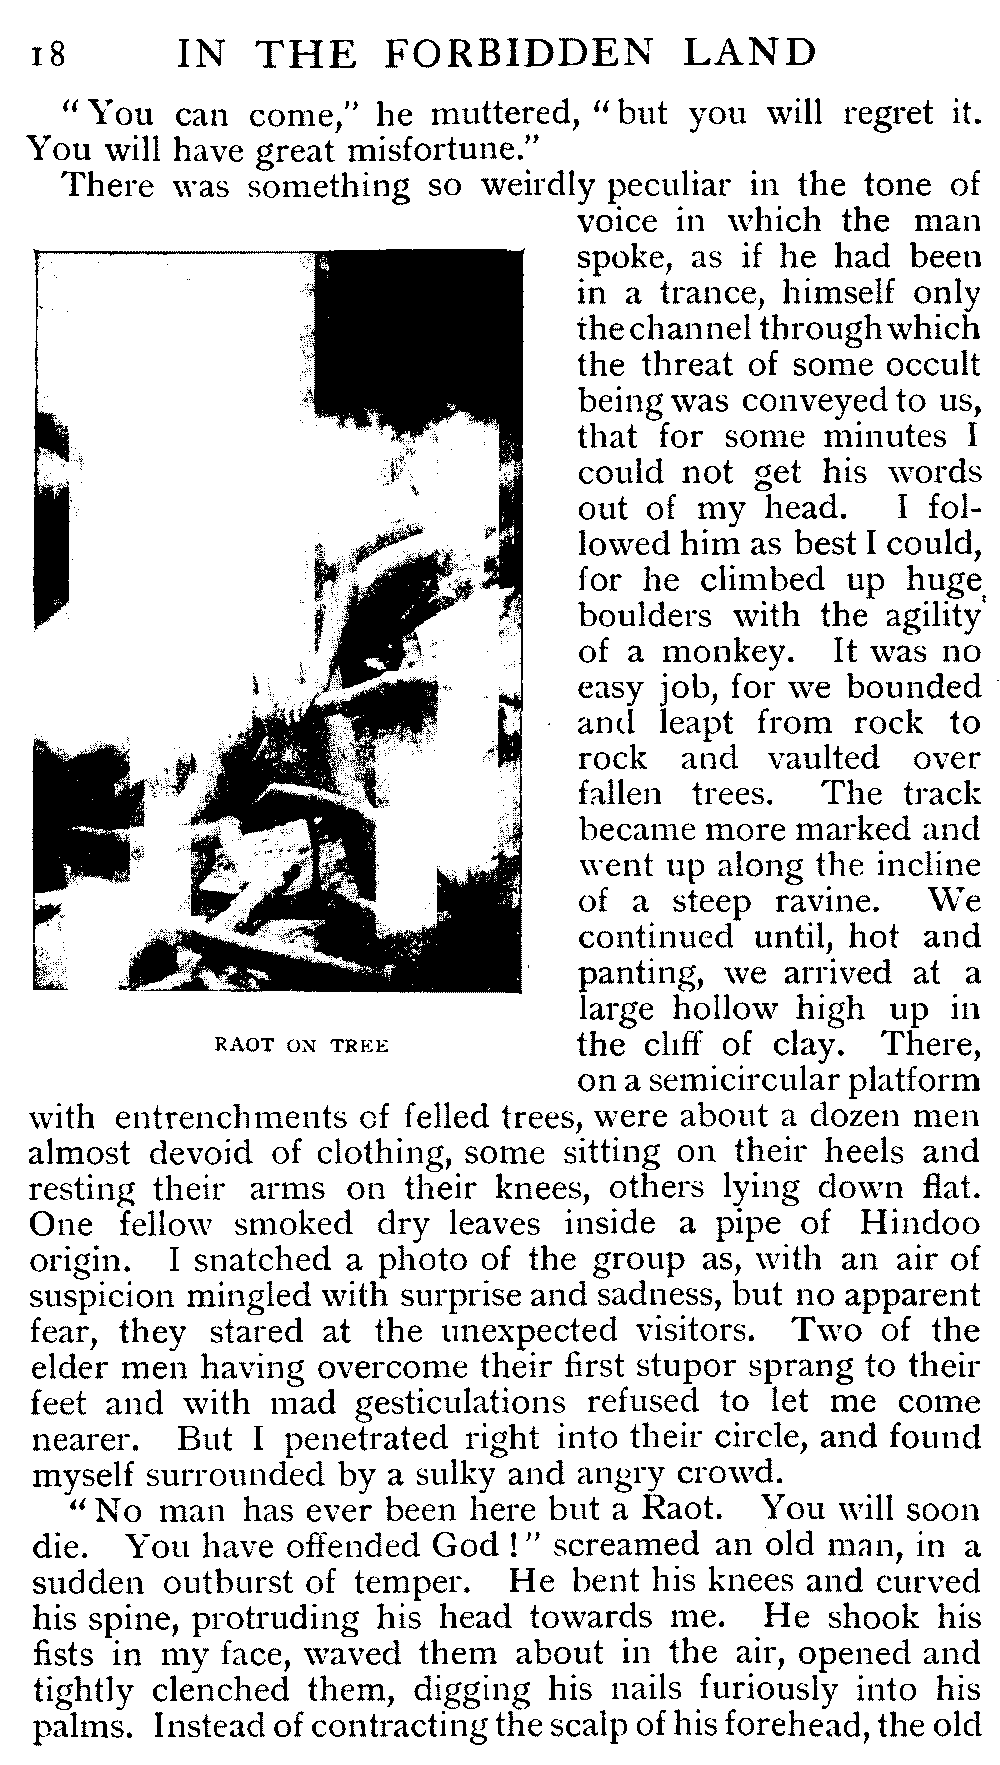 18 IN THE FORBIDDEN LAND
“You can come,” he muttered, “but you will regret it.
You will have great misfortune.”
There was something so weirdly peculiar in the tone of
voice in which the man
spoke, as if he had been
in a trance, himself only
the channel through which
the threat of some occult
being was conveyed to us,
that for some minutes I
could not get his words
out of my head. I fol-
lowed him as best I could,
for he climbed up huge
boulders with the agility
of a monkey. It was no
easy job, for we bounded
and leapt from rock to
rock and vaulted over
fallen trees. The track
became more marked and
went up along the incline
of a steep ravine. We
continued until, hot and
panting, we arrived at a
large hollow high up in
the cliff of clay. There,
on a semicircular platform
RAOT ON TREE
with entrenchments of felled trees, were about a dozen men
almost devoid of clothing, some sitting on their heels and
resting their arms on their knees, others lying down flat.
One fellow smoked dry leaves inside a pipe of Hindoo
origin. I snatched a photo of the group as, with an air of
suspicion mingled with surprise and sadness, but no apparent
fear, they stared at the unexpected visitors. Two of the
elder men having overcome their first stupor sprang to their
feet and with mad gesticulations refused to let me come
nearer. But I penetrated right into their circle, and found
myself surrounded by a sulky and angry crowd.
“No man has ever been here but a Raot. You will soon
die. You have offended God!” screamed an old man, in a
sudden outburst of temper. He bent his knees and curved
his spine, protruding his head towards me. He shook his
fists in my face, waved them about in the air, opened and
tightly clenched them, digging his nails furiously into his
palms. Instead of contracting the scalp of his forehead, the old